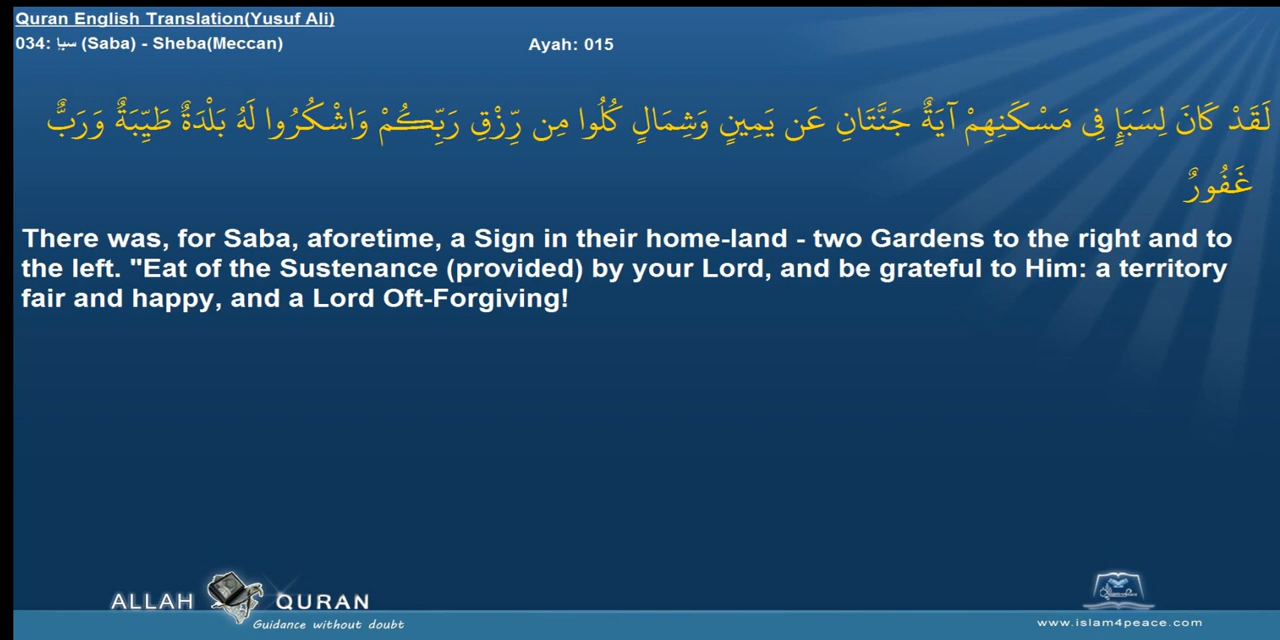 Quran English Translation(Yusuf Ali)
034: سبإ (Saba) - Sheba(Meccan) Ayah: 015
لَقَدْ كَانَ لِسَبَإٍ فِي مَسْكَنِهِمْ آيَةٌ جَنَّتَانِ عَن يَمِينٍ وَشِمَالٍ كُلُوا مِن رِّزْقِ رَبِّكُمْ وَاشْكُرُوا لَهُ بَلْدَةٌ طَيِّبَةٌ وَرَبٌّ
غَفُورٌ
There was, for Saba, aforetime, a Sign in their home-land - two Gardens to the right and to
the left. "Eat of the Sustenance (provided) by your Lord, and be grateful to Him: a territory
fair and happy, and a Lord Oft-Forgiving!
ALLAH QURAN
Guidance without doubt
www.islam4peace.com